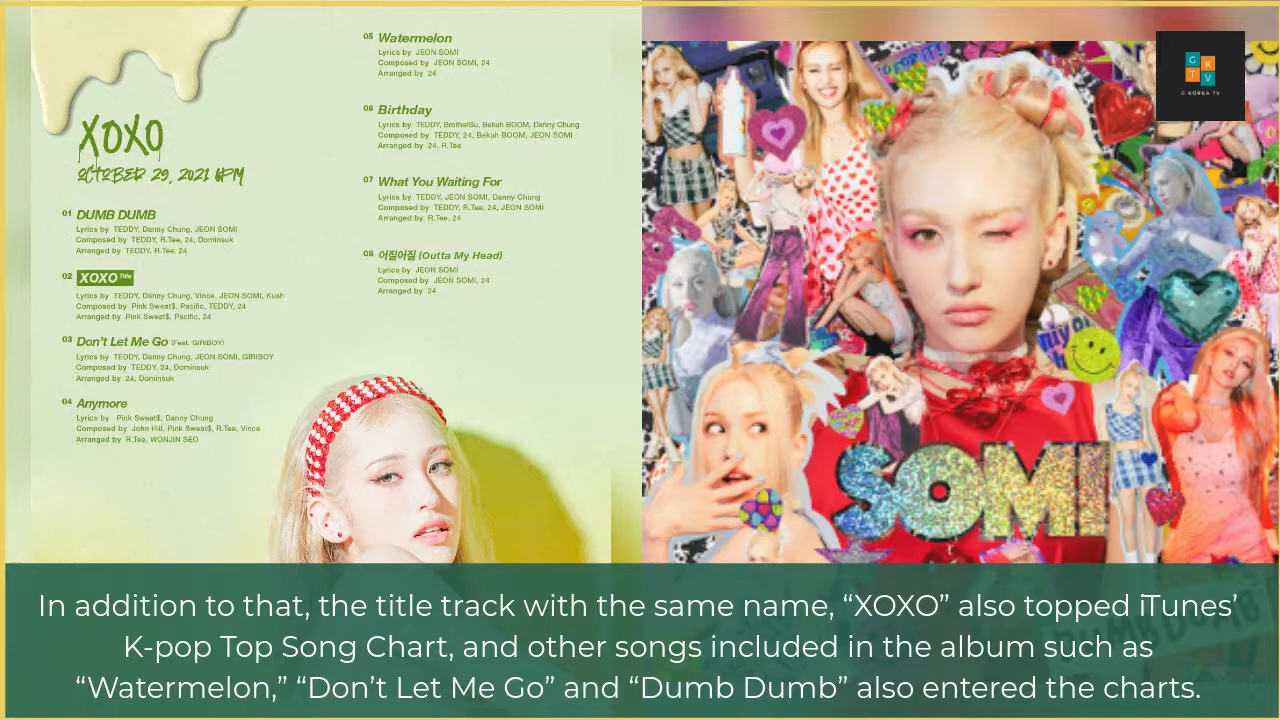 XOXO
OCTOBER 29, 2021 6PM
01 DUMB DUMB
Lyrics by TEDDY, Danny Chung, JEON SOMI
Composed by TEDDY, R.Tee, 24, Dominsuk
Arranged by TEDDY, R.Tee, 24
02 XOXO Title
Lyrics by TEDDY, Danny Chung, Vince, JEON SOMI, Kush
Composed by Pink Sweat$, Pacific, TEDDY, 24
Arranged by Pink Sweat$, Pacific, 24
03 Don't Let Me Go (Feat. GIRIBOY)
Lyrics by TEDDY, Danny Chung, JEON SOMI, GIRIBOY
Composed by TEDDY, 24, Dominsuk
Arranged by 24, Dominsuk
04 Anymore
Lyrics by Pink Sweat$, Danny Chung
Composed by John Hill, Pink Sweat$, R.Tee, Vince
Arranged by R.Tee, WONJIN SEO
05 Watermelon
Lyrics by JEON SOMI
Composed by JEON SOMI, 24
Arranged by 24
06 Birthday
Lyrics by TEDDY, BrotherSu, Bekuh BOOM, Danny Chung
Composed by TEDDY, 24, Bekuh BOOM, JEON SOMI
Arranged by 24, R.Tee
07 What You Waiting For
Lyrics by TEDDY, JEON SOMI, Danny Chung
Composed by TEDDY, R.Tee, 24, JEON SOMI
Arranged by R.Tee, 24
08 어질어질 (Outta My Head)
Lyrics by JEON SOMI
Composed by JEON SOMI, 24
Arranged by 24
G K
T V
G KOREA TV
SOMI
In addition to that, the title track with the same name, “XOXO” also topped iTunes’
K-pop Top Song Chart, and other songs included in the album such as
“Watermelon,” “Don’t Let Me Go” and “Dumb Dumb” also entered the charts.